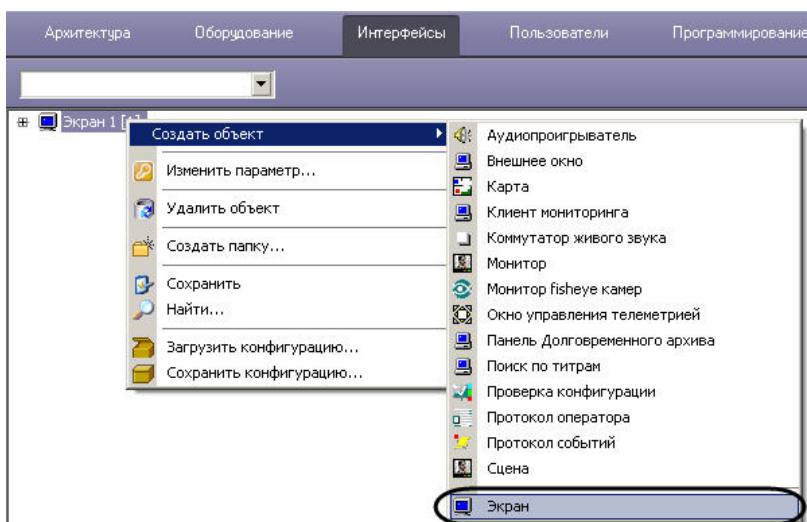 Архитектура Оборудование Интерфейсы Пользователи Программирование
Экран 1 [1]
Создать объект
Изменить параметр...
Удалить объект
Создать папку...
Сохранить
Найти...
Загрузить конфигурацию...
Сохранить конфигурацию...
Аудиопроигрыватель
Внешнее окно
Карта
Клиент мониторинга
Коммутатор живого звука
Монитор
Монитор fisheye камер
Окно управления телеметрией
Панель Долговременного архива
Поиск по титрам
Проверка конфигурации
Протокол оператора
Протокол событий
Сцена
Экран